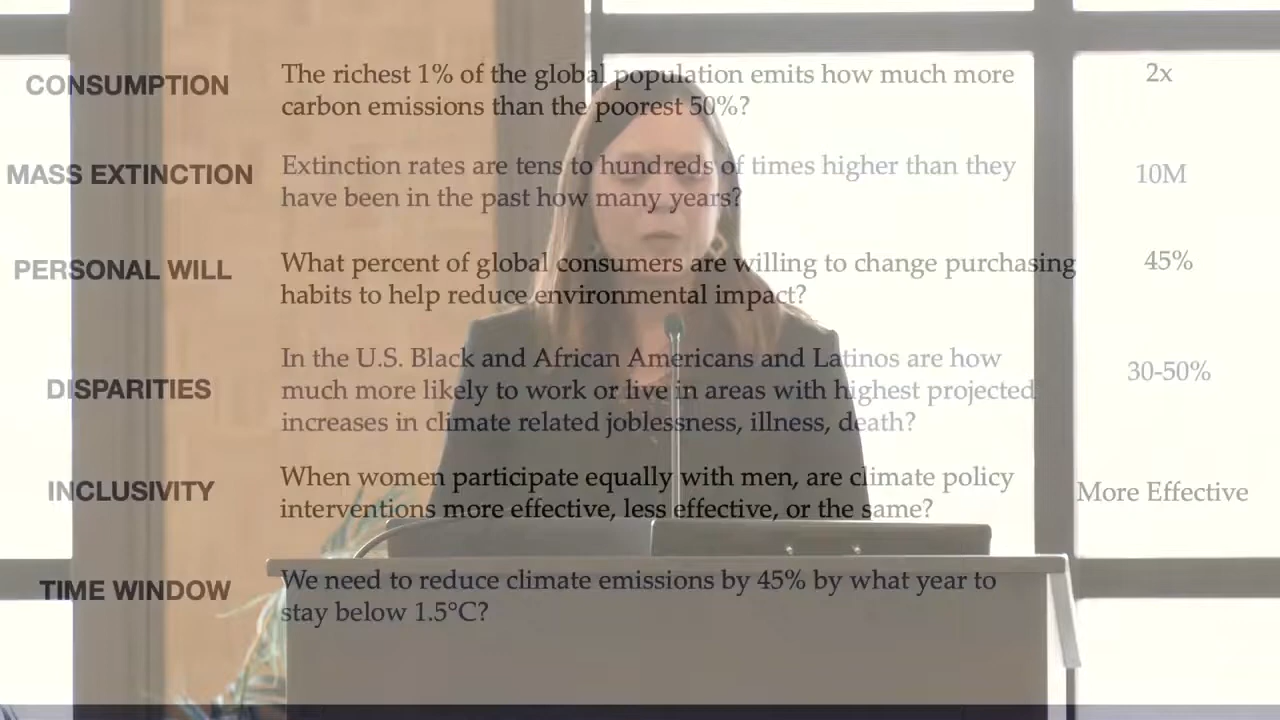 CONSUMPTION
The richest 1% of the global population emits how much more
carbon emissions than the poorest 50%?
2x
MASS EXTINCTION
Extinction rates are tens to hundreds of times higher than they
have been in the past how many years?
10M
PERSONAL WILL
What percent of global consumers are willing to change purchasing
habits to help reduce environmental impact?
45%
DISPARITIES
In the U.S. Black and African Americans and Latinos are how
much more likely to work or live in areas with highest projected
increases in climate related joblessness, illness, death?
30-50%
INCLUSIVITY
When women participate equally with men, are climate policy
interventions more effective, less effective, or the same?
More Effective
TIME WINDOW
We need to reduce climate emissions by 45% by what year to
stay below 1.5°C?